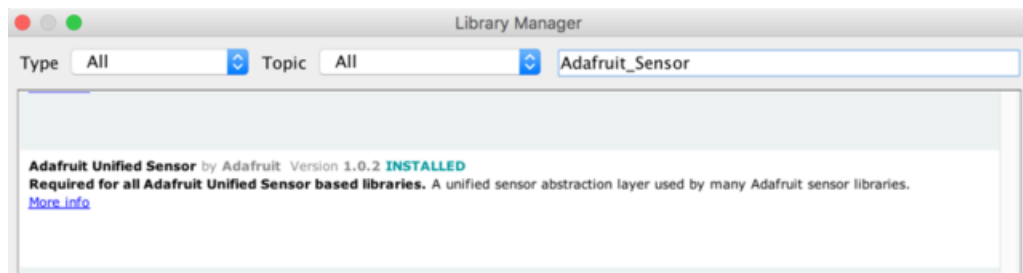 Library Manager
Type All Topic All Adafruit_Sensor
Adafruit Unified Sensor by Adafruit Version 1.0.2 INSTALLED
Required for all Adafruit Unified Sensor based libraries. A unified sensor abstraction layer used by many Adafruit sensor libraries.
More info